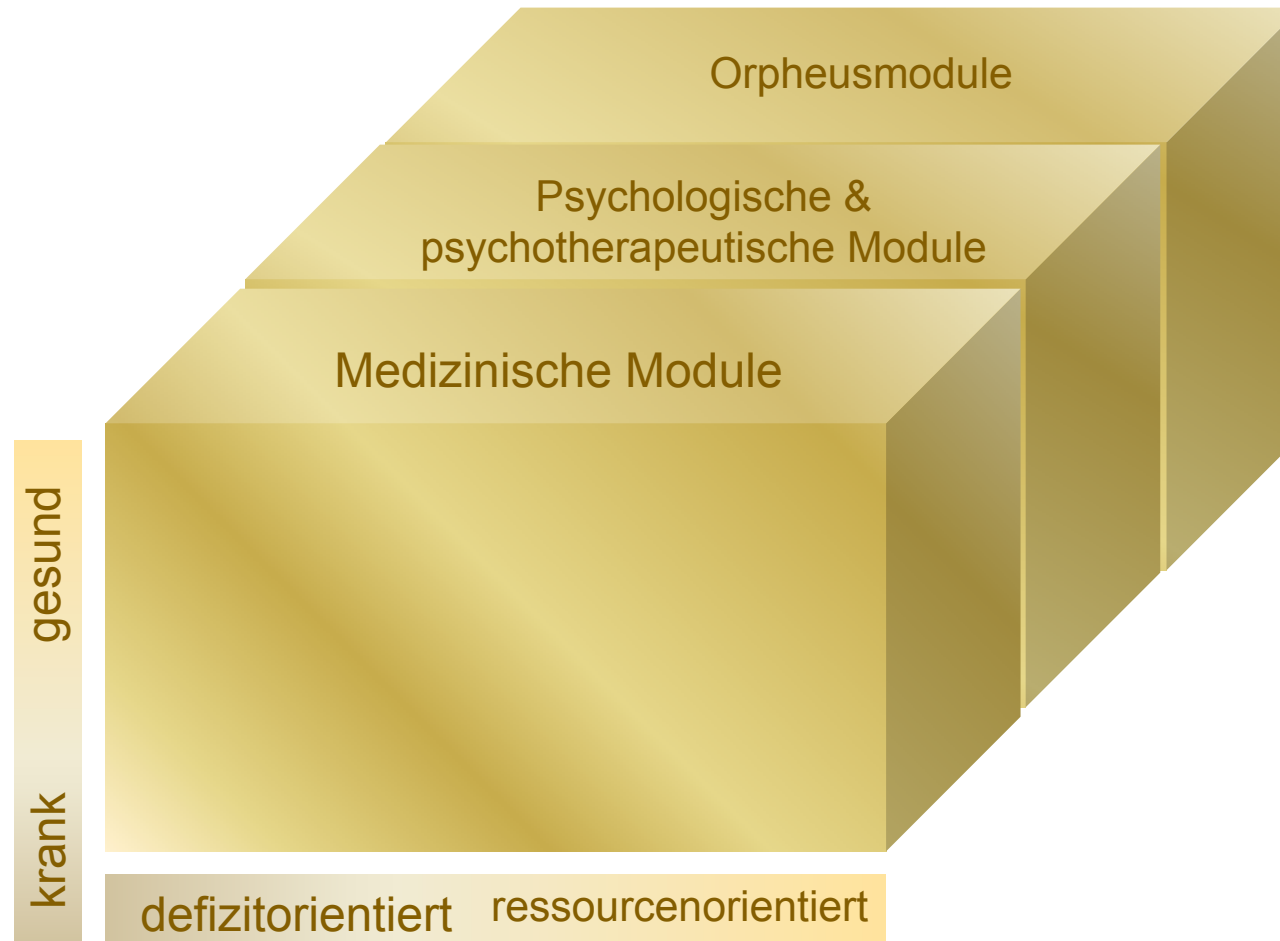 Orpheusmodule
Psychologische &
psychotherapeutische Module
Medizinische Module
gesund
krank
defizitorientiert
ressourcenorientiert